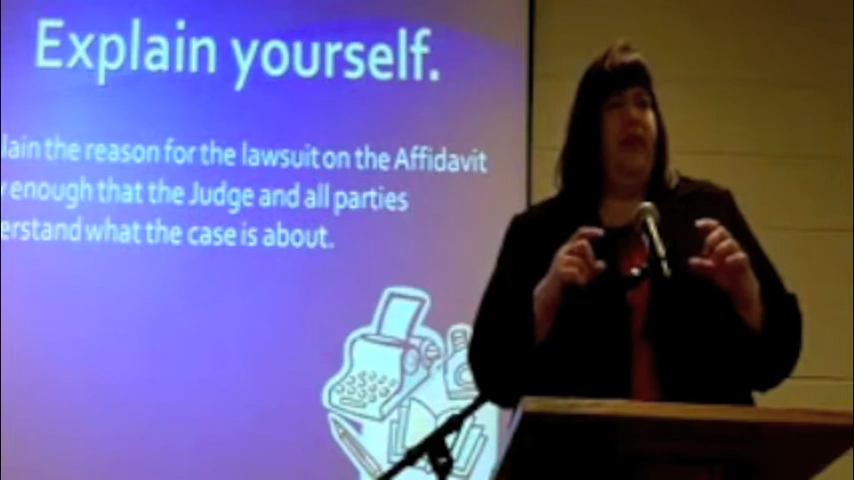 Explain yourself.
lain the reason for the lawsuit on the Affidavit
enough that the Judge and all parties
erstand what the case is about.